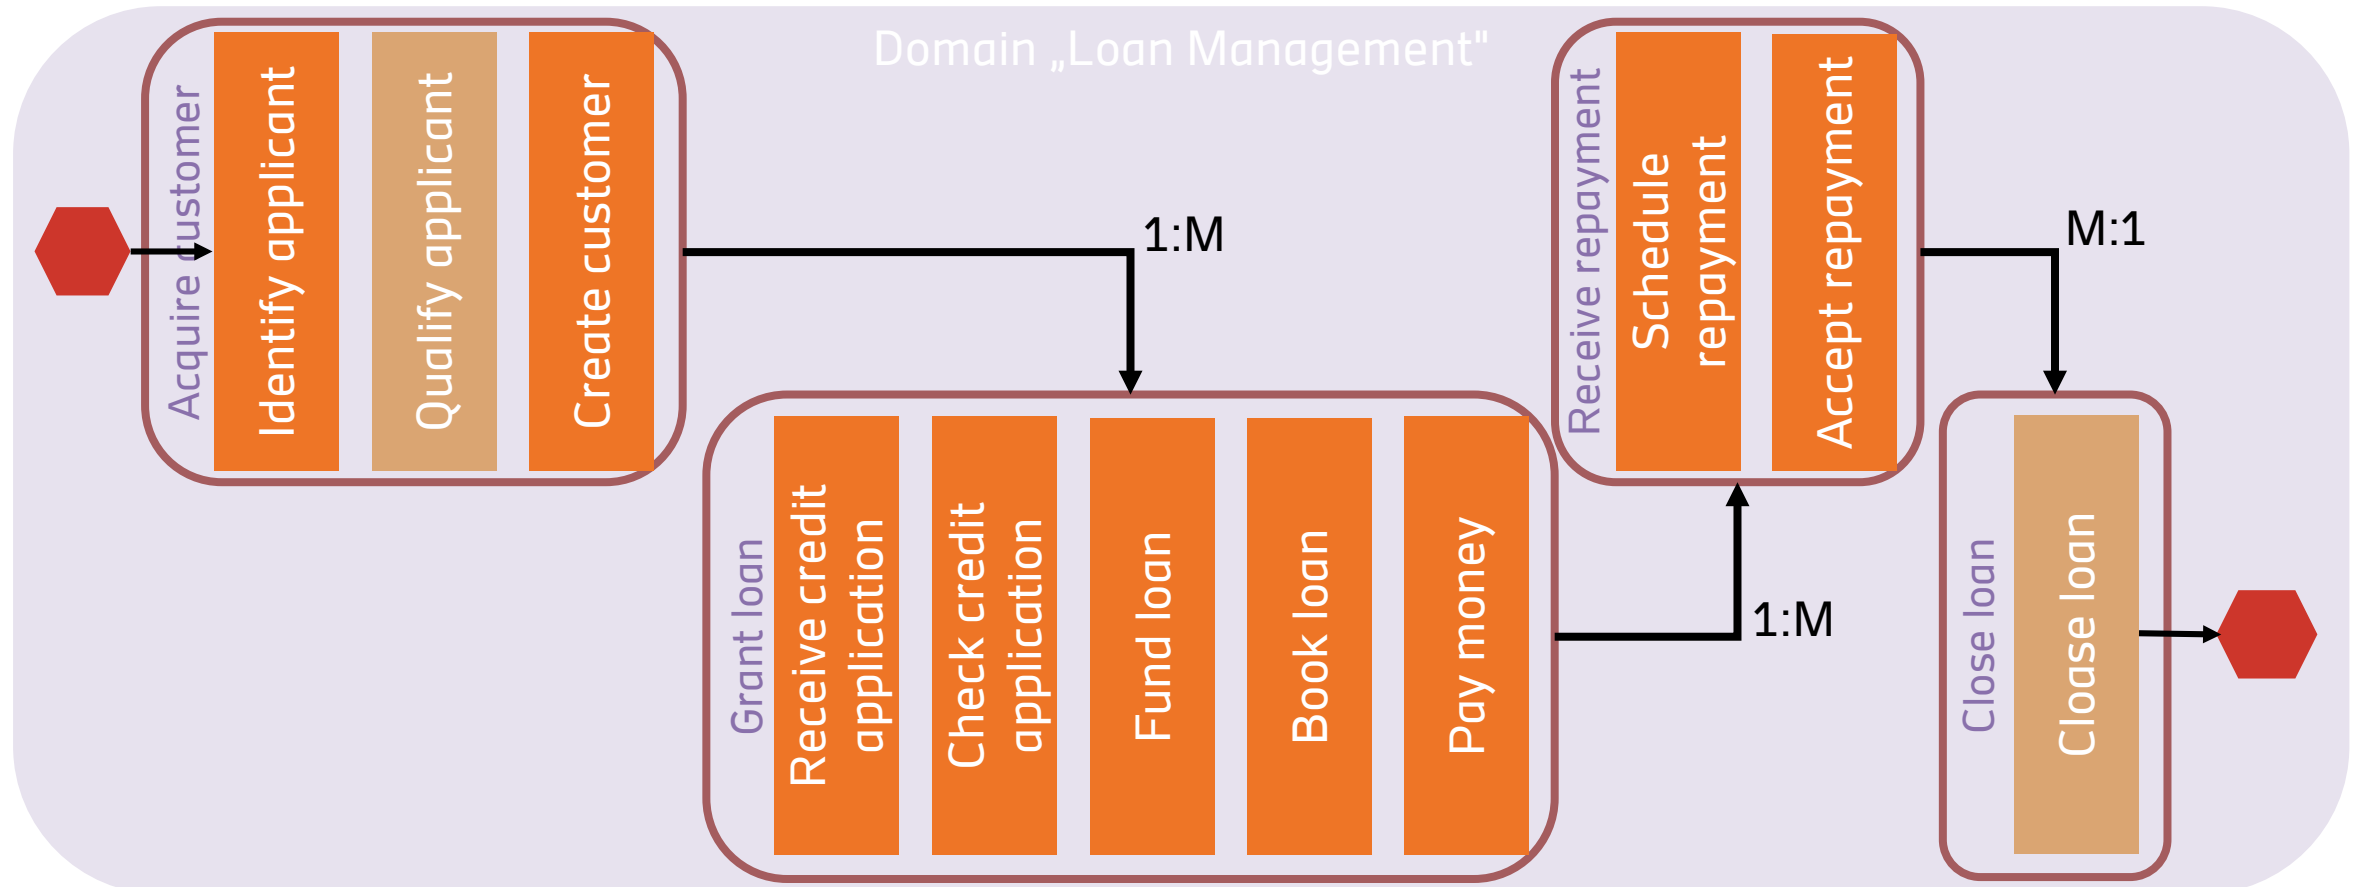 Domain „Loan Management"
Acquire customer
Identify applicant
Qualify applicant
Create customer
1:M
Grant loan
Receive credit
application
Check credit
application
Fund loan
Book loan
Pay money
1:M
Receive repayment
Schedule
repayment
Accept repayment
M:1
Close loan
Cloase loan